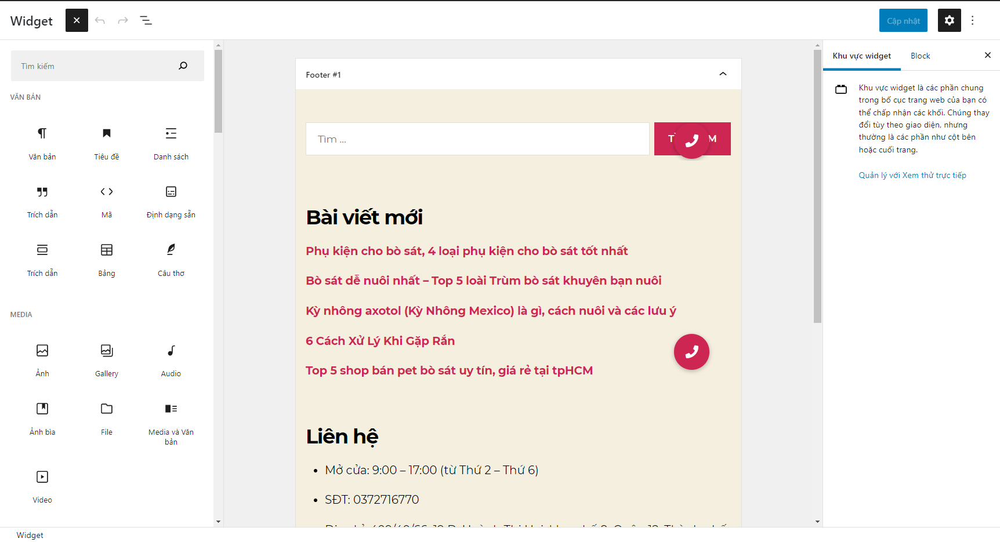 Widget
Cập nhật
Tìm kiếm
VĂN BẢN
Văn bản
Tiêu đề
Danh sách
Trích dẫn
Mã
Định dạng sẵn
Trích dẫn
Bảng
Câu thơ
MEDIA
Ảnh
Gallery
Audio
Ảnh bìa
File
Media và Văn
bản
Video
Footer #1
Tìm ...
Bài viết mới
Phụ kiện cho bò sát, 4 loại phụ kiện cho bò sát tốt nhất
Bò sát dễ nuôi nhất – Top 5 loài Trùm bò sát khuyên bạn nuôi
Kỳ nhông axotol (Kỳ Nhông Mexico) là gì, cách nuôi và các lưu ý
6 Cách Xử Lý Khi Gặp Rắn
Top 5 shop bán pet bò sát uy tín, giá rẻ tại tpHCM
Liên hệ
Mở cửa: 9:00 – 17:00 (từ Thứ 2 – Thứ 6)
SĐT: 0372716770
Khu vực widget
Block
Khu vực widget là các phần chung
trong bố cục trang web của bạn có
thể chấp nhận các khối. Chúng thay
đổi tùy theo giao diện, nhưng
thường là các phần như cột bên
hoặc cuối trang.
Quản lý với Xem thử trực tiếp
Widget